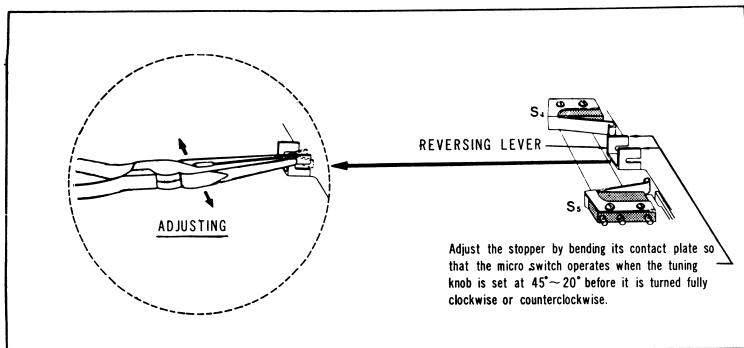 S4
REVERSING LEVER
ADJUSTING
S5
Adjust the stopper by bending its contact plate so
that the micro switch operates when the tuning
knob is set at 45°~20° before it is turned fully
clockwise or counterclockwise.